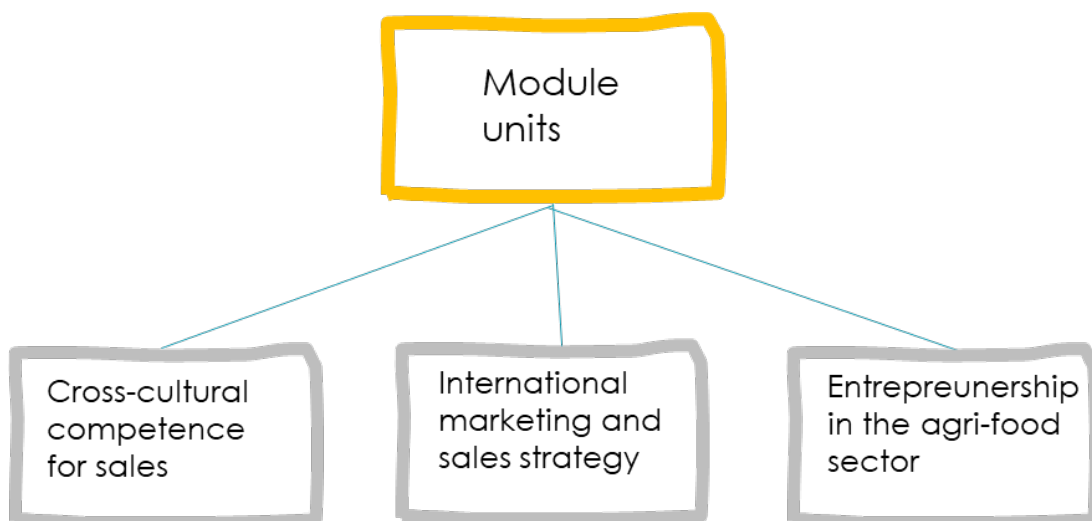 Module
units
Cross-cultural
competence
for sales
International
marketing and
sales strategy
Entrepreunership
in the agri-food
sector